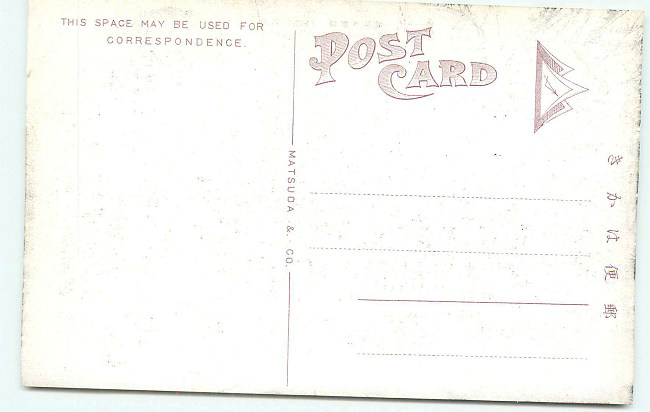 THIS SPACE MAY BE USED FOR
CORRESPONDENCE.
POST
CARD
MATSUDA & CO.
郵便はかき